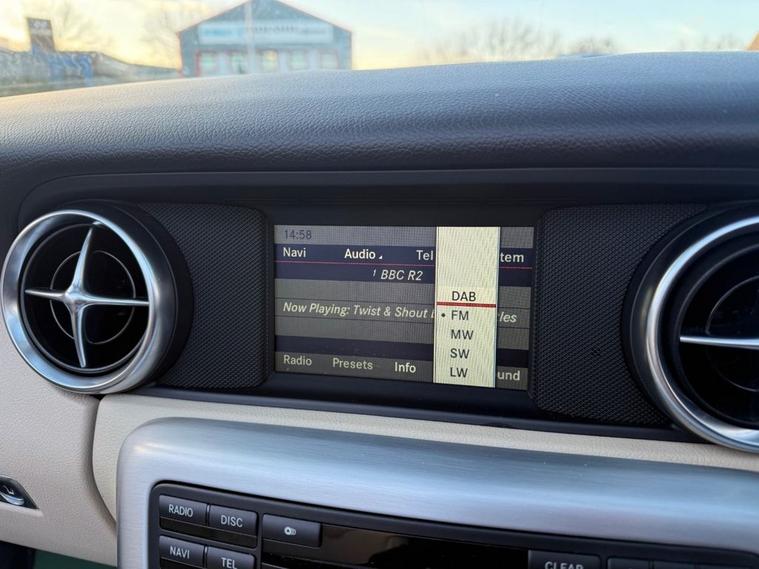 14:58
Navi Audio Tel tem
1 BBC R2
Now Playing: Twist & Shout b les
DAB
• FM
MW
SW
LW
Radio Presets Info und
RADIO DISC
NAVI TEL CLEAR